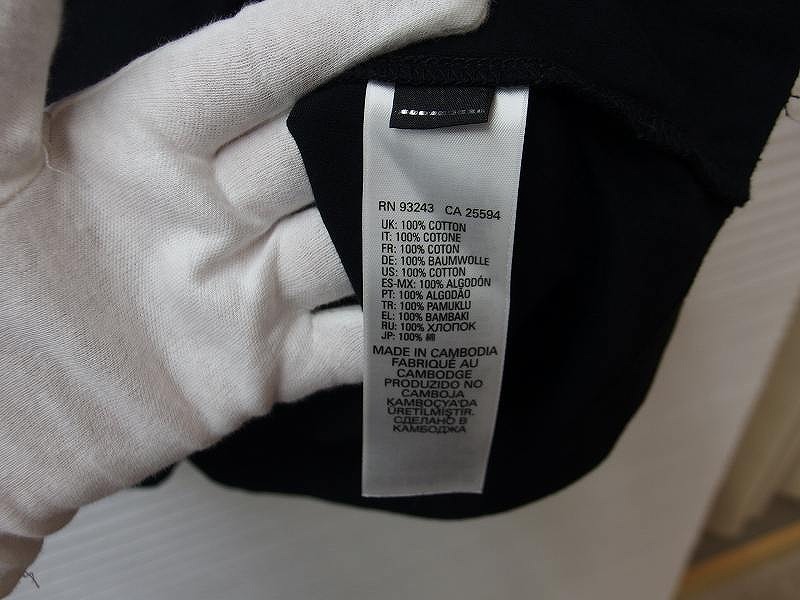 RN 93243 CA 25594
UK: 100% COTTON
IT: 100% COTONE
FR: 100% COTON
DE: 100% BAUMWOLLE
US: 100% COTTON
ES-MX: 100% ALGODÓN
PT: 100% ALGODÃO
TR: 100% PAMUKLU
EL: 100% BAMBAKI
RU: 100% ХЛОПОК
JP: 100% 綿
MADE IN CAMBODIA
FABRIQUÉ AU
CAMBODGE
PRODUZIDO NO
CAMBOJA
KAMBOÇYA'DA
ÜRETİLMİŞTİR.
СДЕЛАНО В
КАМБОДЖА